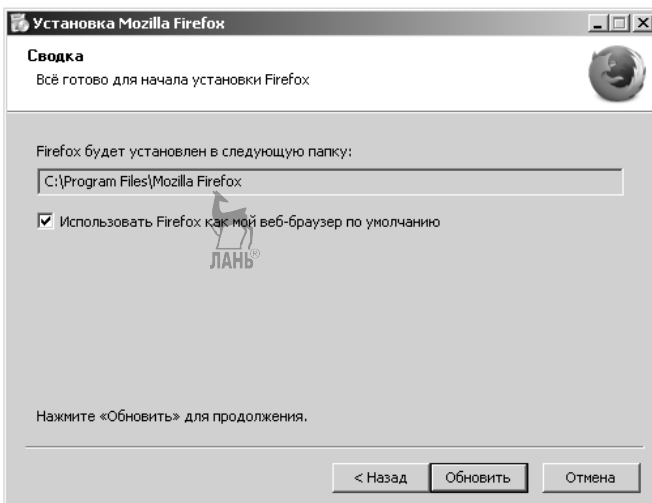 Установка Mozilla Firefox
Сводка
Всё готово для начала установки Firefox
Firefox будет установлен в следующую папку:
C:\Program Files\Mozilla Firefox
Использовать Firefox как мой веб-браузер по умолчанию
ЛАНЬ®
Нажмите «Обновить» для продолжения.
< Назад
Обновить
Отмена